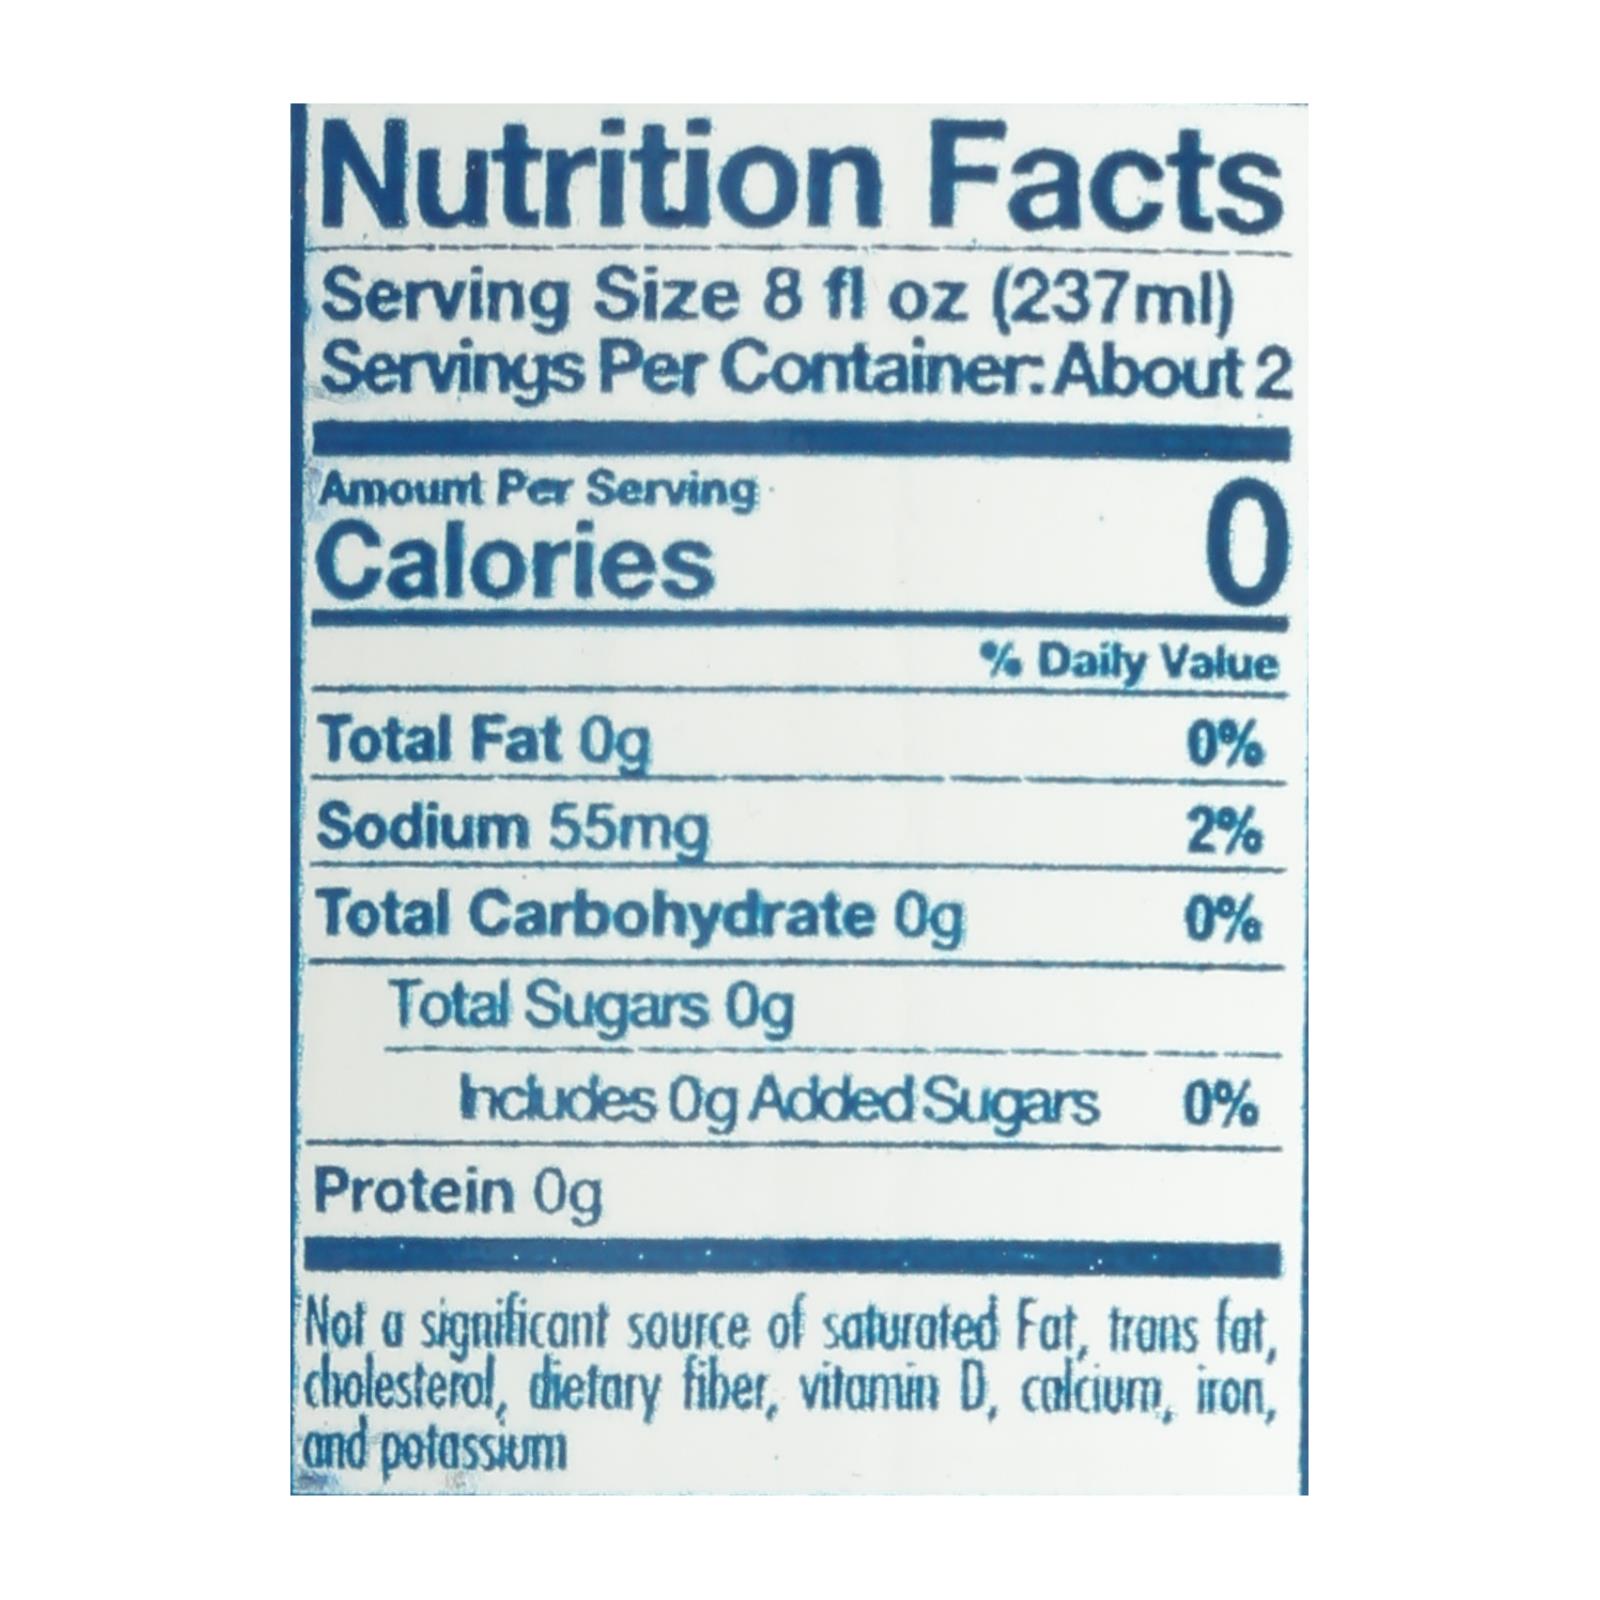 Nutrition Facts
Serving Size 8 fl oz (237ml)
Servings Per Container: About 2
Amount Per Serving
Calories 0
% Daily Value
Total Fat 0g 0%
Sodium 55mg 2%
Total Carbohydrate 0g 0%
Total Sugars 0g
Includes 0g Added Sugars 0%
Protein 0g
Not a significant source of saturated Fat, trans fat,
cholesterol, dietary fiber, vitamin D, calcium, iron,
and potassium